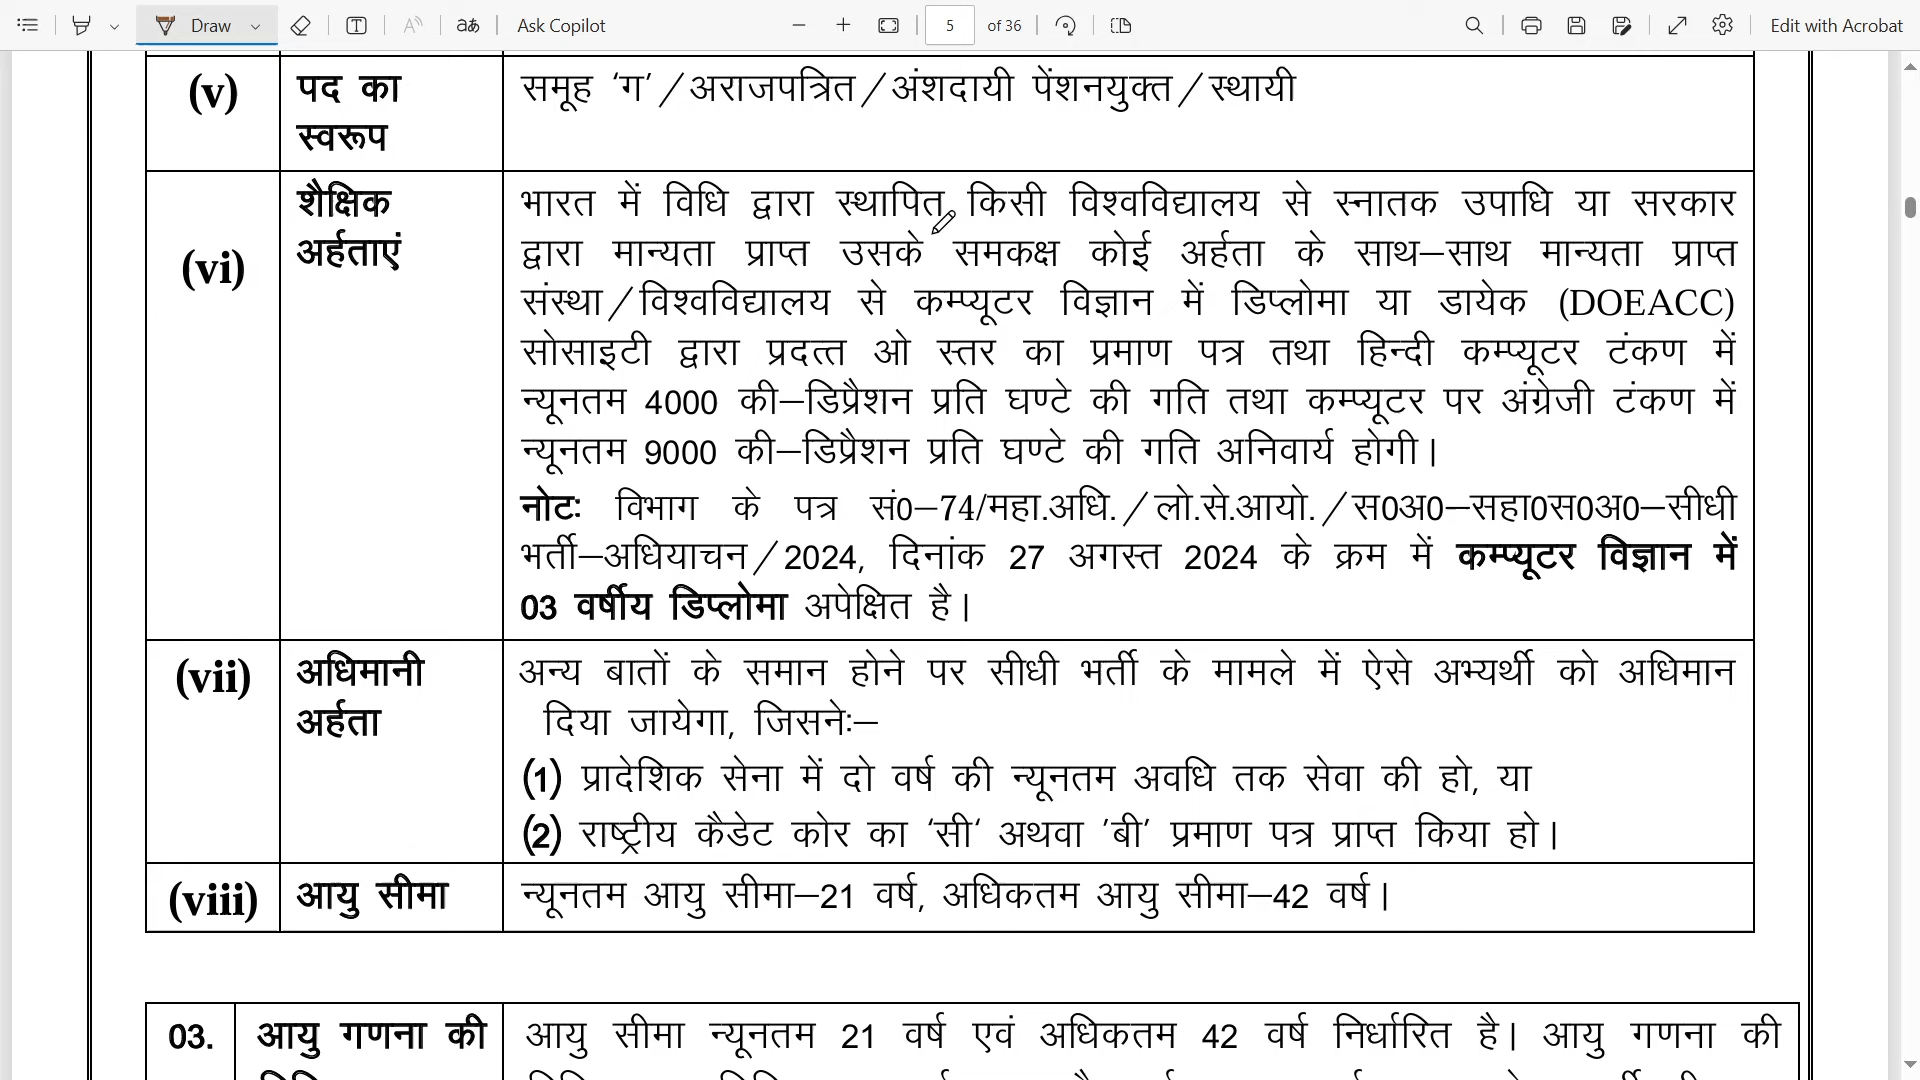 Draw
Ask Copilot
5 of 36
Edit with Acrobat
(v) पद का स्वरूप
समूह ‘ग’/अराजपत्रित/अंशदायी पेंशनयुक्त/स्थायी
(vi) शैक्षिक अर्हताएं
भारत में विधि द्वारा स्थापित किसी विश्वविद्यालय से स्नातक उपाधि या सरकार
द्वारा मान्यता प्राप्त उसके समकक्ष कोई अर्हता के साथ–साथ मान्यता प्राप्त
संस्था/विश्वविद्यालय से कम्प्यूटर विज्ञान में डिप्लोमा या डायेक (DOEACC)
सोसाइटी द्वारा प्रदत्त ओ स्तर का प्रमाण पत्र तथा हिन्दी कम्प्यूटर टंकण में
न्यूनतम 4000 की–डिप्रैशन प्रति घण्टे की गति तथा कम्प्यूटर पर अंग्रेजी टंकण में
न्यूनतम 9000 की–डिप्रैशन प्रति घण्टे की गति अनिवार्य होगी।
नोटः विभाग के पत्र सं0–74/महा.अधि./लो.से.आयो./स0अ0–सहा0स0अ0–सीधी
भर्ती–अधियाचन/2024, दिनांक 27 अगस्त 2024 के क्रम में कम्प्यूटर विज्ञान में
03 वर्षीय डिप्लोमा अपेक्षित है।
(vii) अधिमानी अर्हता
अन्य बातों के समान होने पर सीधी भर्ती के मामले में ऐसे अभ्यर्थी को अधिमान
दिया जायेगा, जिसनेः–
(1) प्रादेशिक सेना में दो वर्ष की न्यूनतम अवधि तक सेवा की हो, या
(2) राष्ट्रीय कैडेट कोर का ‘सी‘ अथवा ’बी’ प्रमाण पत्र प्राप्त किया हो।
(viii) आयु सीमा
न्यूनतम आयु सीमा–21 वर्ष, अधिकतम आयु सीमा–42 वर्ष।
03. आयु गणना की
आयु सीमा न्यूनतम 21 वर्ष एवं अधिकतम 42 वर्ष निर्धारित है। आयु गणना की